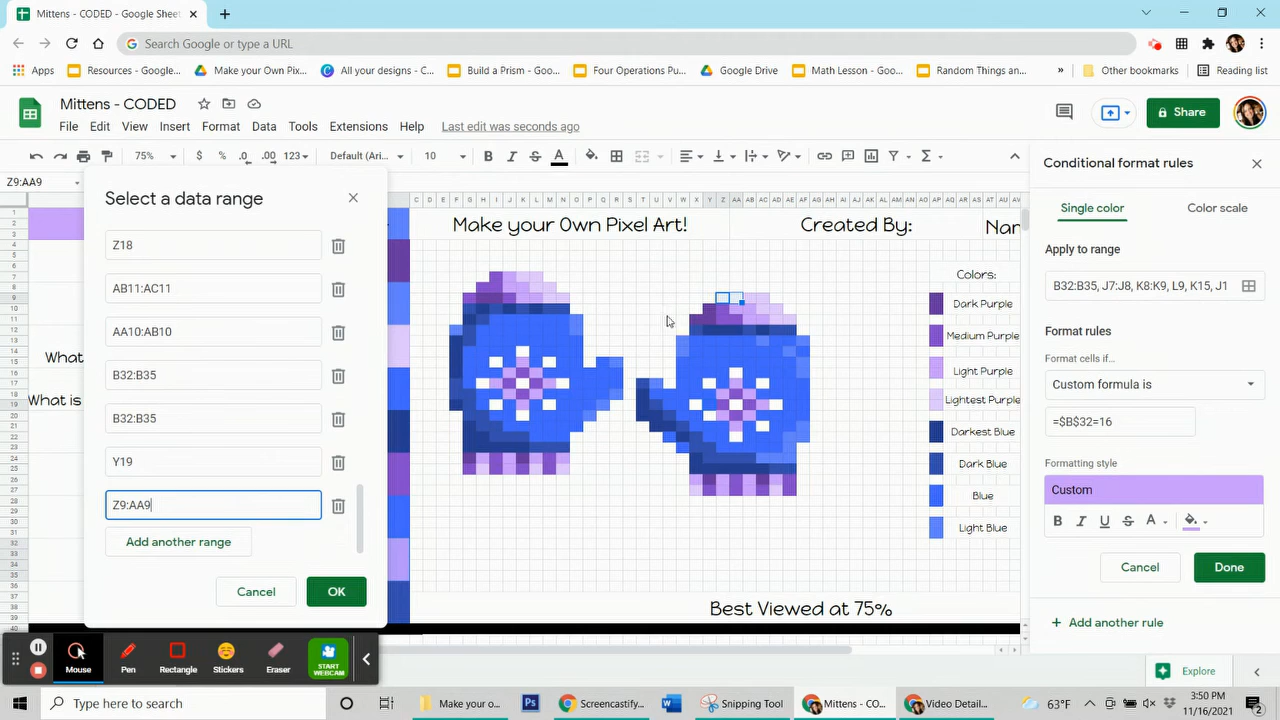 Mittens - CODED - Google Sheet
Search Google or type a URL
Apps
Resources - Google...
Make your Own Pix...
All your designs - C...
Build a Prism - Goo...
Four Operations Pu...
Google Drive
Math Lesson - Goo...
Random Things an...
»
Other bookmarks
Reading list
Mittens - CODED
Share
File Edit View Insert Format Data Tools Extensions Help Last edit was seconds ago
75% $ % .0 .00 123 Default (Ari... 10 B I S A
Z9:AA9
Select a data range
Z18
AB11:AC11
AA10:AB10
B32:B35
B32:B35
Y19
Z9:AA9
Add another range
Cancel
OK
What
What is
Make your Own Pixel Art!
Created By:
Nan
Colors:
Dark Purple
Medium Purple
Light Purple
Lightest Purple
Darkest Blue
Dark Blue
Blue
Light Blue
Best Viewed at 75%
Conditional format rules
Single color
Color scale
Apply to range
B32:B35, J7:J8, K8:K9, L9, K15, J1
Format rules
Format cells if...
Custom formula is
=$B$32=16
Formatting style
Custom
B I U S A
Cancel
Done
+ Add another rule
Explore
Mouse
Pen
Rectangle
Stickers
Eraser
START WEBCAM
Type here to search
Make your o...
Ps
Screencastify...
Snipping Tool
Mittens - CO...
Video Detail...
63°F
3:50 PM
11/16/2021
2